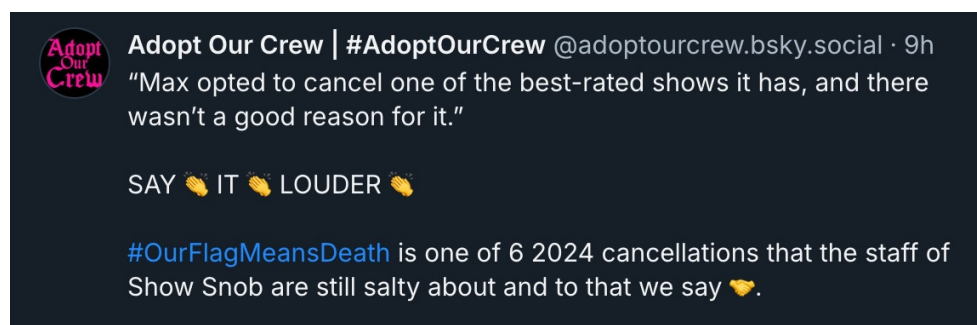 Adopt
Our
Crew
Adopt Our Crew | #AdoptOurCrew @adoptourcrew.bsky.social · 9h
“Max opted to cancel one of the best-rated shows it has, and there
wasn’t a good reason for it.”
SAY 👏 IT 👏 LOUDER 👏
#OurFlagMeansDeath is one of 6 2024 cancellations that the staff of
Show Snob are still salty about and to that we say 🤝.